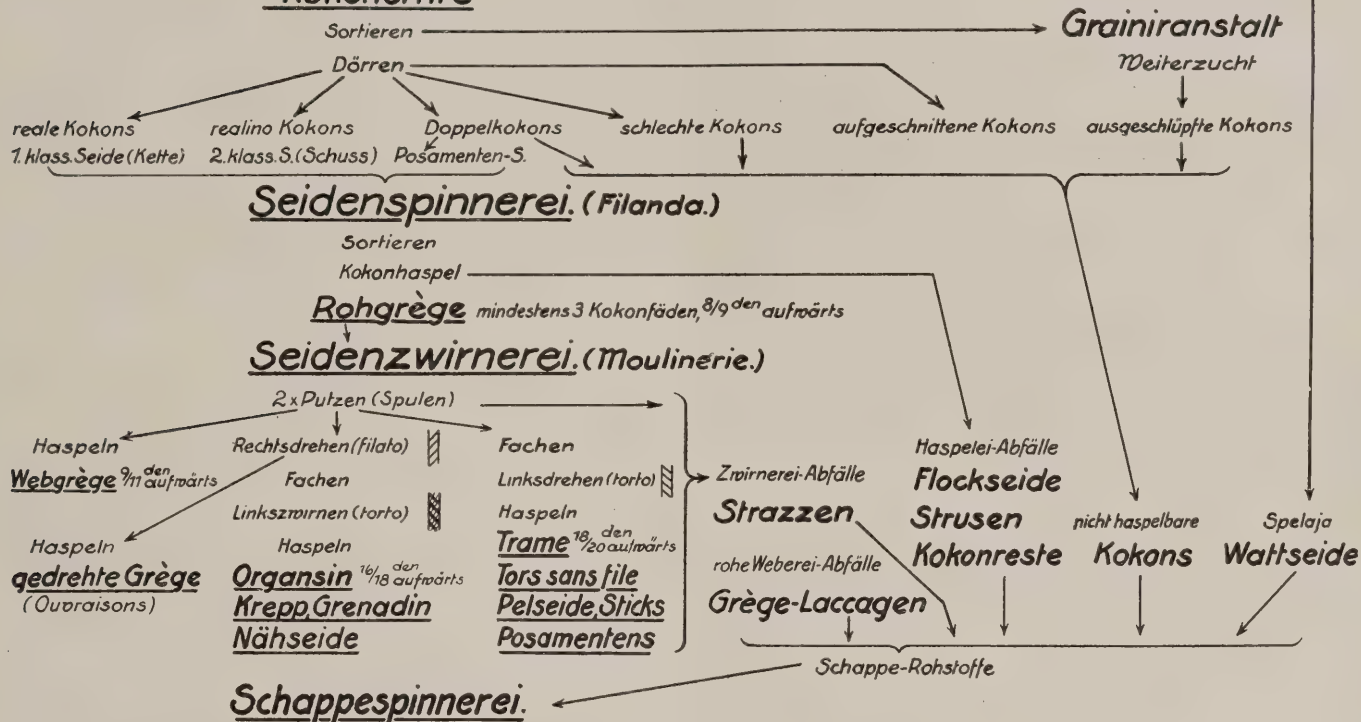 Sortieren
Grainiranstalt
Dörren
Weiterzucht
reale Kokons
realino Kokons
Doppelkokons
schlechte Kokons
aufgeschnittene Kokons
ausgeschlüpfte Kokons
1. klass. Seide (Kette)
2. klass. S. (Schuss)
Posamenten-S.
Seidenspinnerei. (Filanda.)
Sortieren
Kokonhaspel
Rohgrège mindestens 3 Kokonfäden, 8/9 den aufwärts
Seidenzwirnerei. (Moulinerie.)
2 x Putzen (Spulen)
Haspeln
Webgrège 9/11 den aufwärts
Haspeln
gedrehte Grège
(Ouvraisons)
Rechtsdrehen (filato)
Fachen
Linkszwirnen (torto)
Haspeln
Organsin 16/18 den aufwärts
Krepp, Grenadin
Nähseide
Fachen
Linksdrehen (torto)
Haspeln
Trame 18/20 den aufwärts
Tors sans file
Pelseide, Sticks
Posamentens
Zwirnerei-Abfälle
Strazzen
rohe Weberei-Abfälle
Grège-Laccagen
Haspelei-Abfälle
Flockseide
Strusen
Kokonreste
nicht haspelbare
Kokons
Spelaja
Wattseide
Schappe-Rohstoffe
Schappespinnerei.